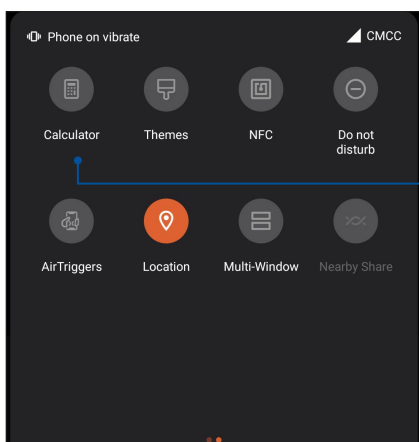 Phone on vibrate CMCC
Calculator Themes NFC Do not
disturb
AirTriggers Location Multi-Window Nearby Share